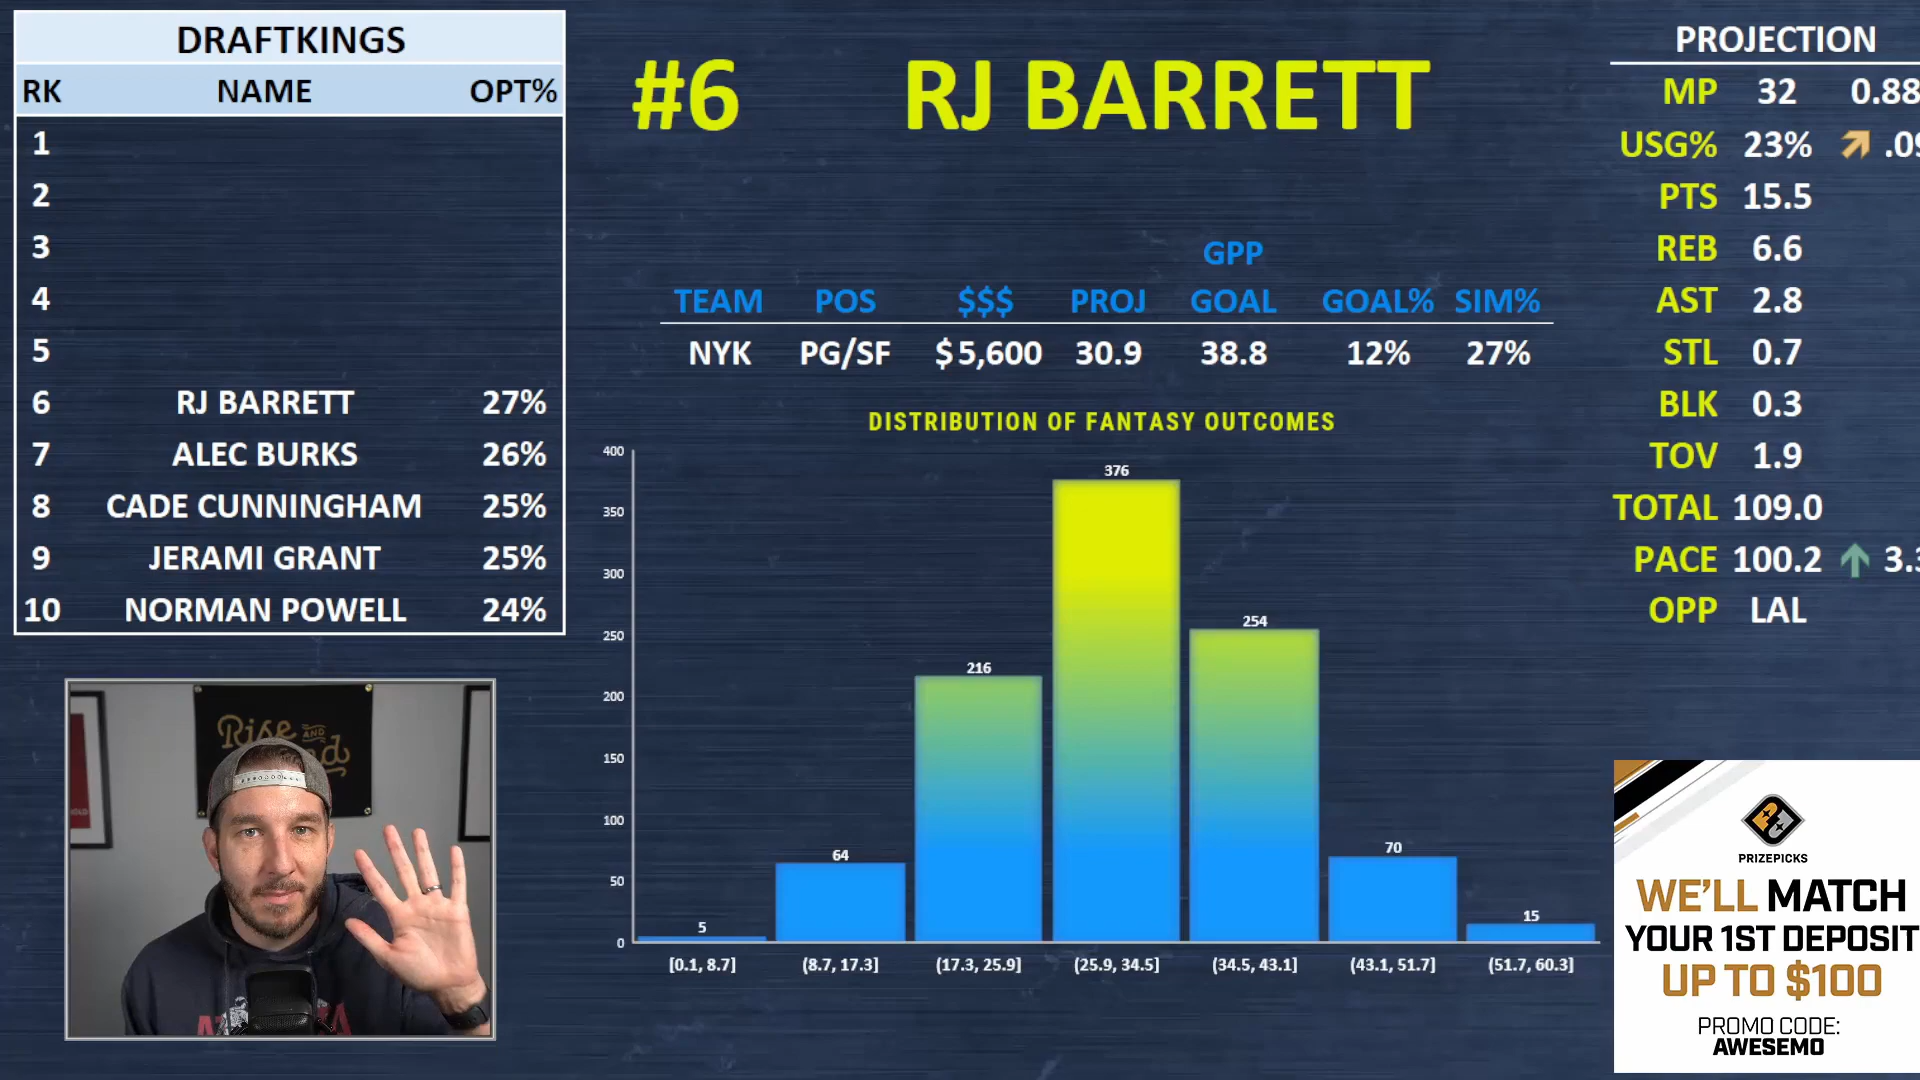 DRAFTKINGS
RK NAME OPT%
1
2
3
4
5
6 RJ BARRETT 27%
7 ALEC BURKS 26%
8 CADE CUNNINGHAM 25%
9 JERAMI GRANT 25%
10 NORMAN POWELL 24%
#6 RJ BARRETT
GPP
TEAM POS $$$ PROJ GOAL GOAL% SIM%
NYK PG/SF $5,600 30.9 38.8 12% 27%
DISTRIBUTION OF FANTASY OUTCOMES
400
350
300
250
200
150
100
50
0
5
64
216
376
254
70
15
[0.1, 8.7] (8.7, 17.3] (17.3, 25.9] (25.9, 34.5] (34.5, 43.1] (43.1, 51.7] (51.7, 60.3]
PROJECTION
MP 32 0.88
USG% 23% .09
PTS 15.5
REB 6.6
AST 2.8
STL 0.7
BLK 0.3
TOV 1.9
TOTAL 109.0
PACE 100.2 3.3
OPP LAL
Rise AND
PRIZEPICKS
WE'LL MATCH
YOUR 1ST DEPOSIT
UP TO $100
PROMO CODE:
AWESEMO